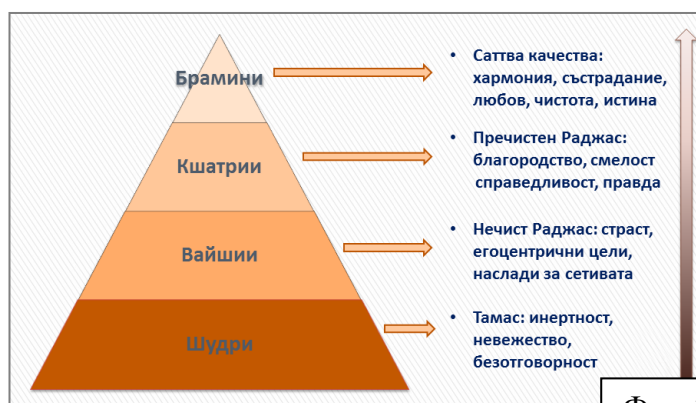 Брамини
• Саттва качества:
хармония, състрадание,
любов, чистота, истина
Кшатрии
• Пречистен Раджас:
благородство, смелост
справедливост, правда
Вайшии
• Нечист Раджас: страст,
егоцентрични цели,
наслади за сетивата
Шудри
• Тамас: инертност,
невежество,
безотговорност